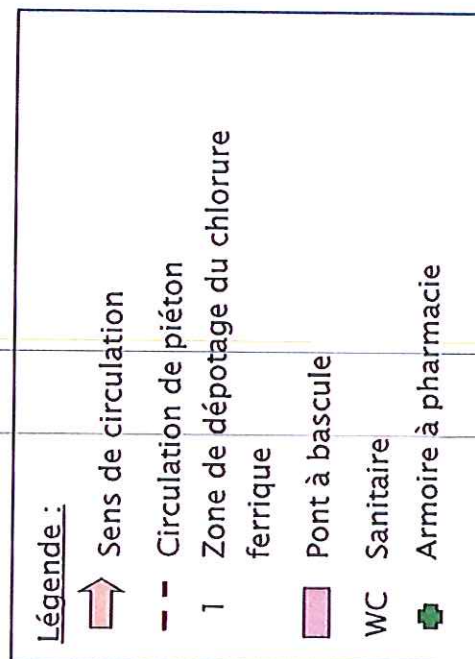 Légende :
Sens de circulation
Circulation de piéton
1 Zone de dépotage du chlorure
ferrique
Pont à bascule
WC Sanitaire
Armoire à pharmacie